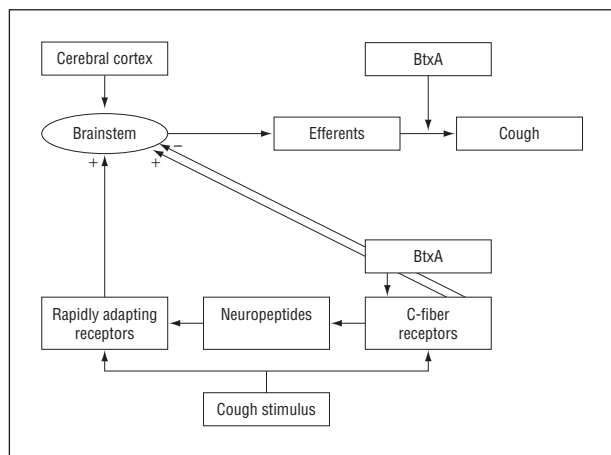 Cerebral cortex
BtxA
Brainstem
Efferents
Cough
+
+
–
BtxA
Rapidly adapting
receptors
Neuropeptides
C-fiber
receptors
Cough stimulus